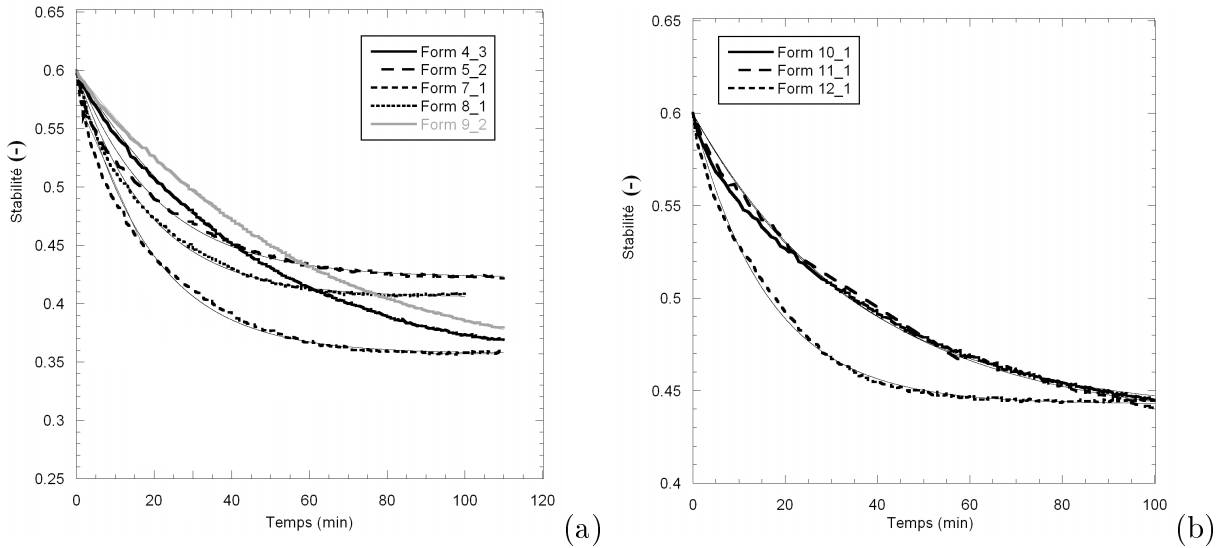 0.65
0.6
0.55
0.5
0.45
0.4
0.35
0.3
0.25
Stabilité (-)
0 20 40 60 80 100 120
Temps (min)
Form 4_3
Form 5_2
Form 7_1
Form 8_1
Form 9_2
(a)
0.65
0.6
0.55
0.5
0.45
0.4
Stabilité (-)
0 20 40 60 80 100
Temps (min)
Form 10_1
Form 11_1
Form 12_1
(b)